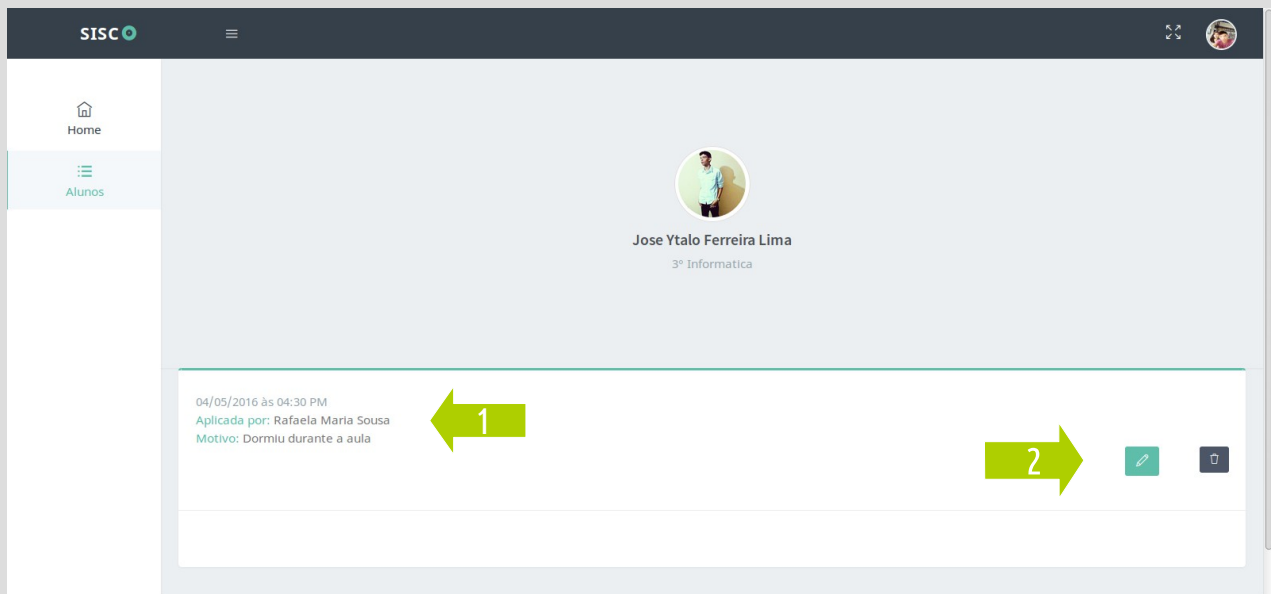 SISCO
Home
Alunos
Jose Ytalo Ferreira Lima
3º Informatica
04/05/2016 às 04:30 PM
Aplicada por: Rafaela Maria Sousa
Motivo: Dormiu durante a aula
1
2